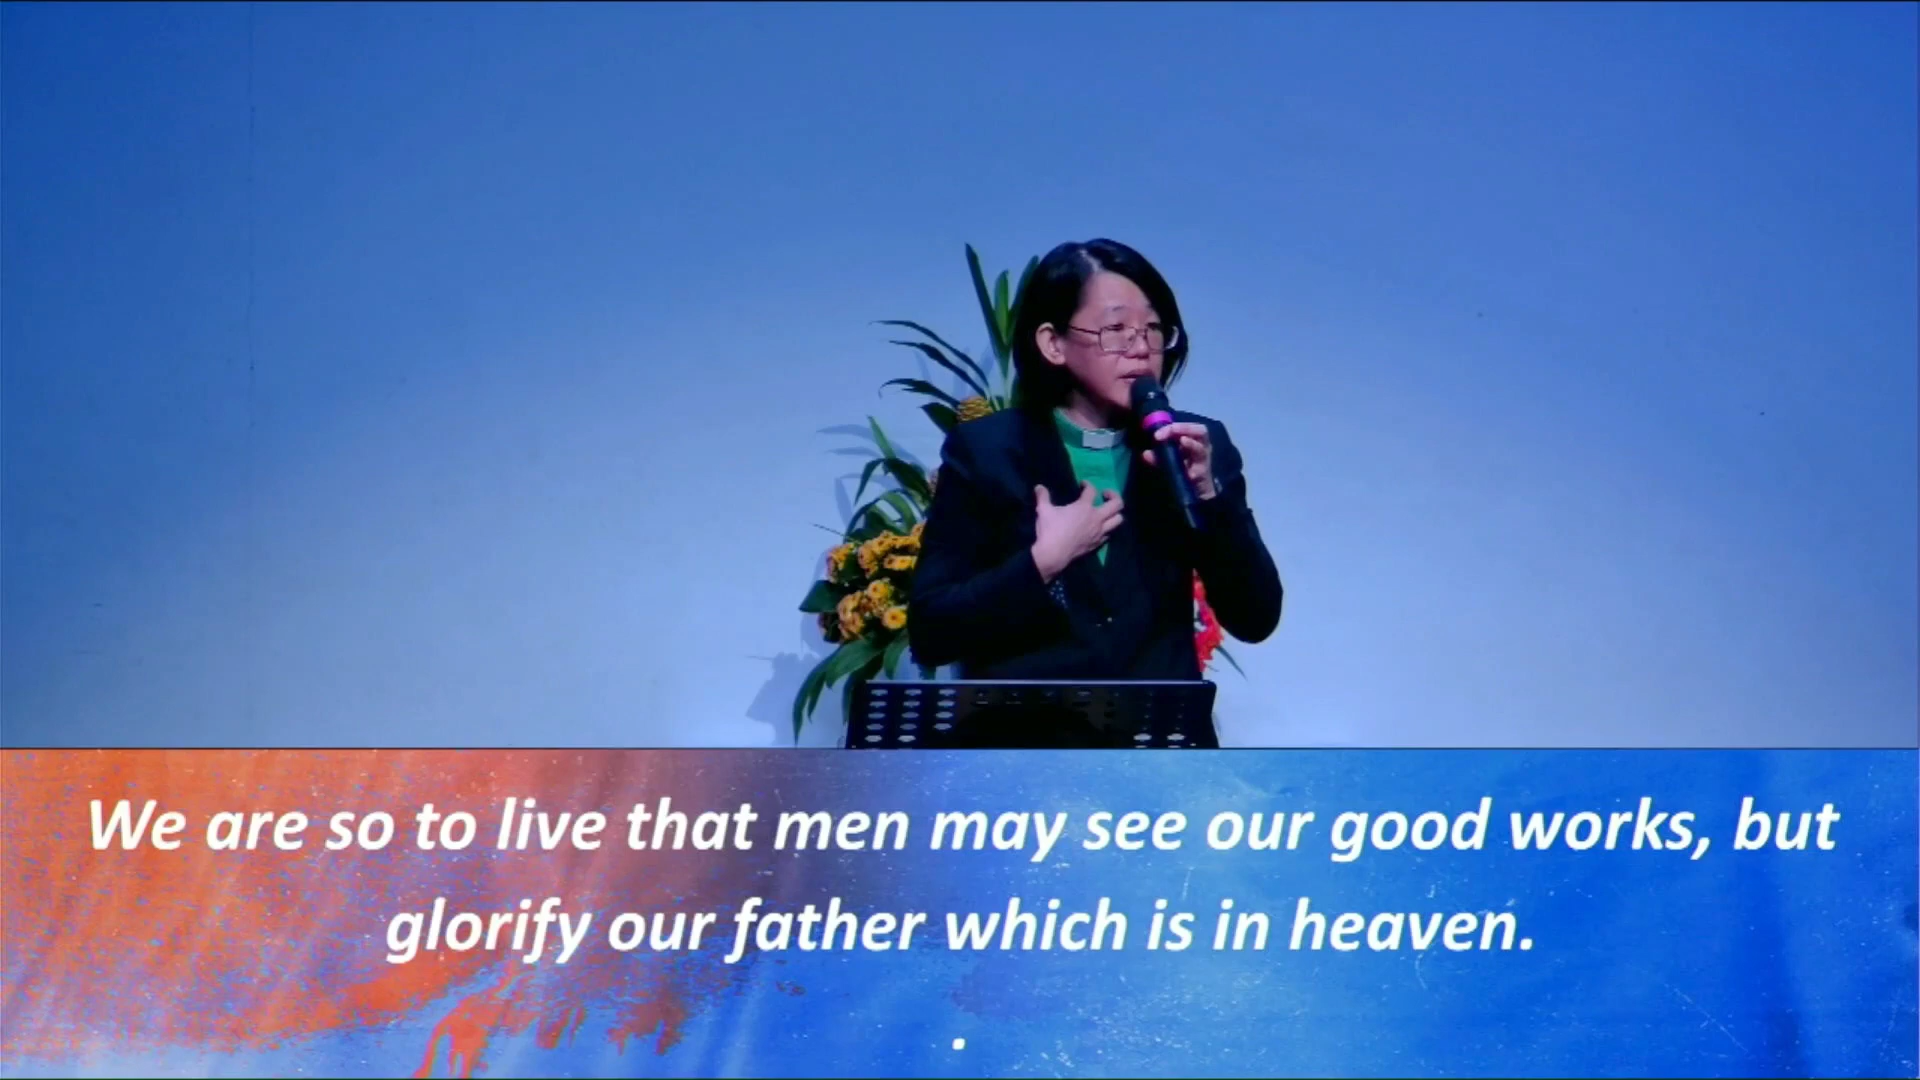 We are so to live that men may see our good works, but
glorify our father which is in heaven.
.